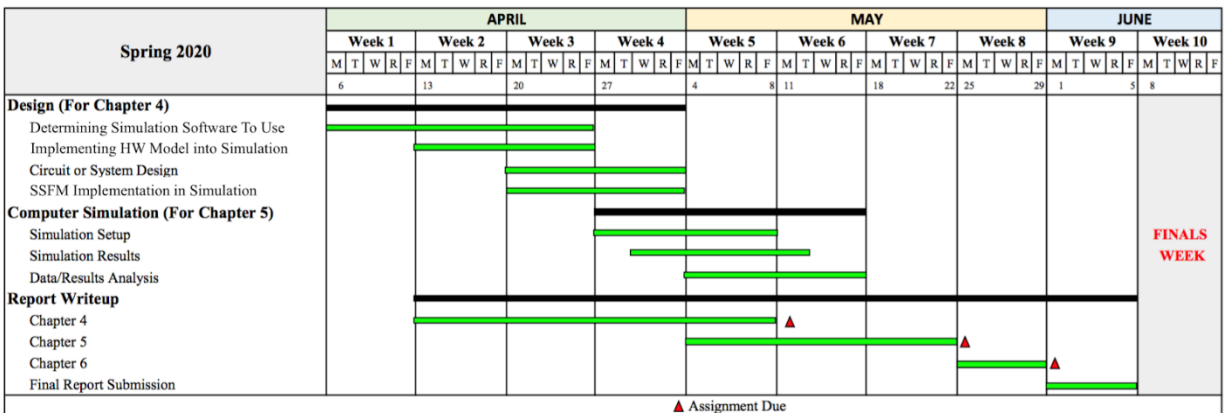 Spring 2020
APRIL MAY JUNE
Week 1 Week 2 Week 3 Week 4 Week 5 Week 6 Week 7 Week 8 Week 9 Week 10
M T W R F M T W R F M T W R F M T W R F M T W R F M T W R F M T W R F M T W R F M T W R F M T W R F
6 13 20 27 4 8 11 18 22 25 29 1 5 8
Design (For Chapter 4)
Determining Simulation Software To Use
Implementing HW Model into Simulation
Circuit or System Design
SSFM Implementation in Simulation
Computer Simulation (For Chapter 5)
Simulation Setup
Simulation Results
Data/Results Analysis
Report Writeup
Chapter 4
Chapter 5
Chapter 6
Final Report Submission
FINALS
WEEK
Assignment Due